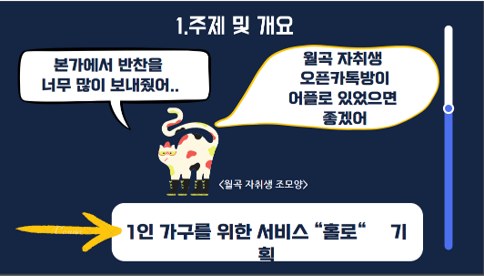 1.주제 및 개요
본가에서 반찬을
너무 많이 보내줬어..
월곡 자취생
오픈카톡방이
어플로 있었으면
좋겠어
<월곡 자취생 조모양>
1인 가구를 위한 서비스 “홀로“ 기
획